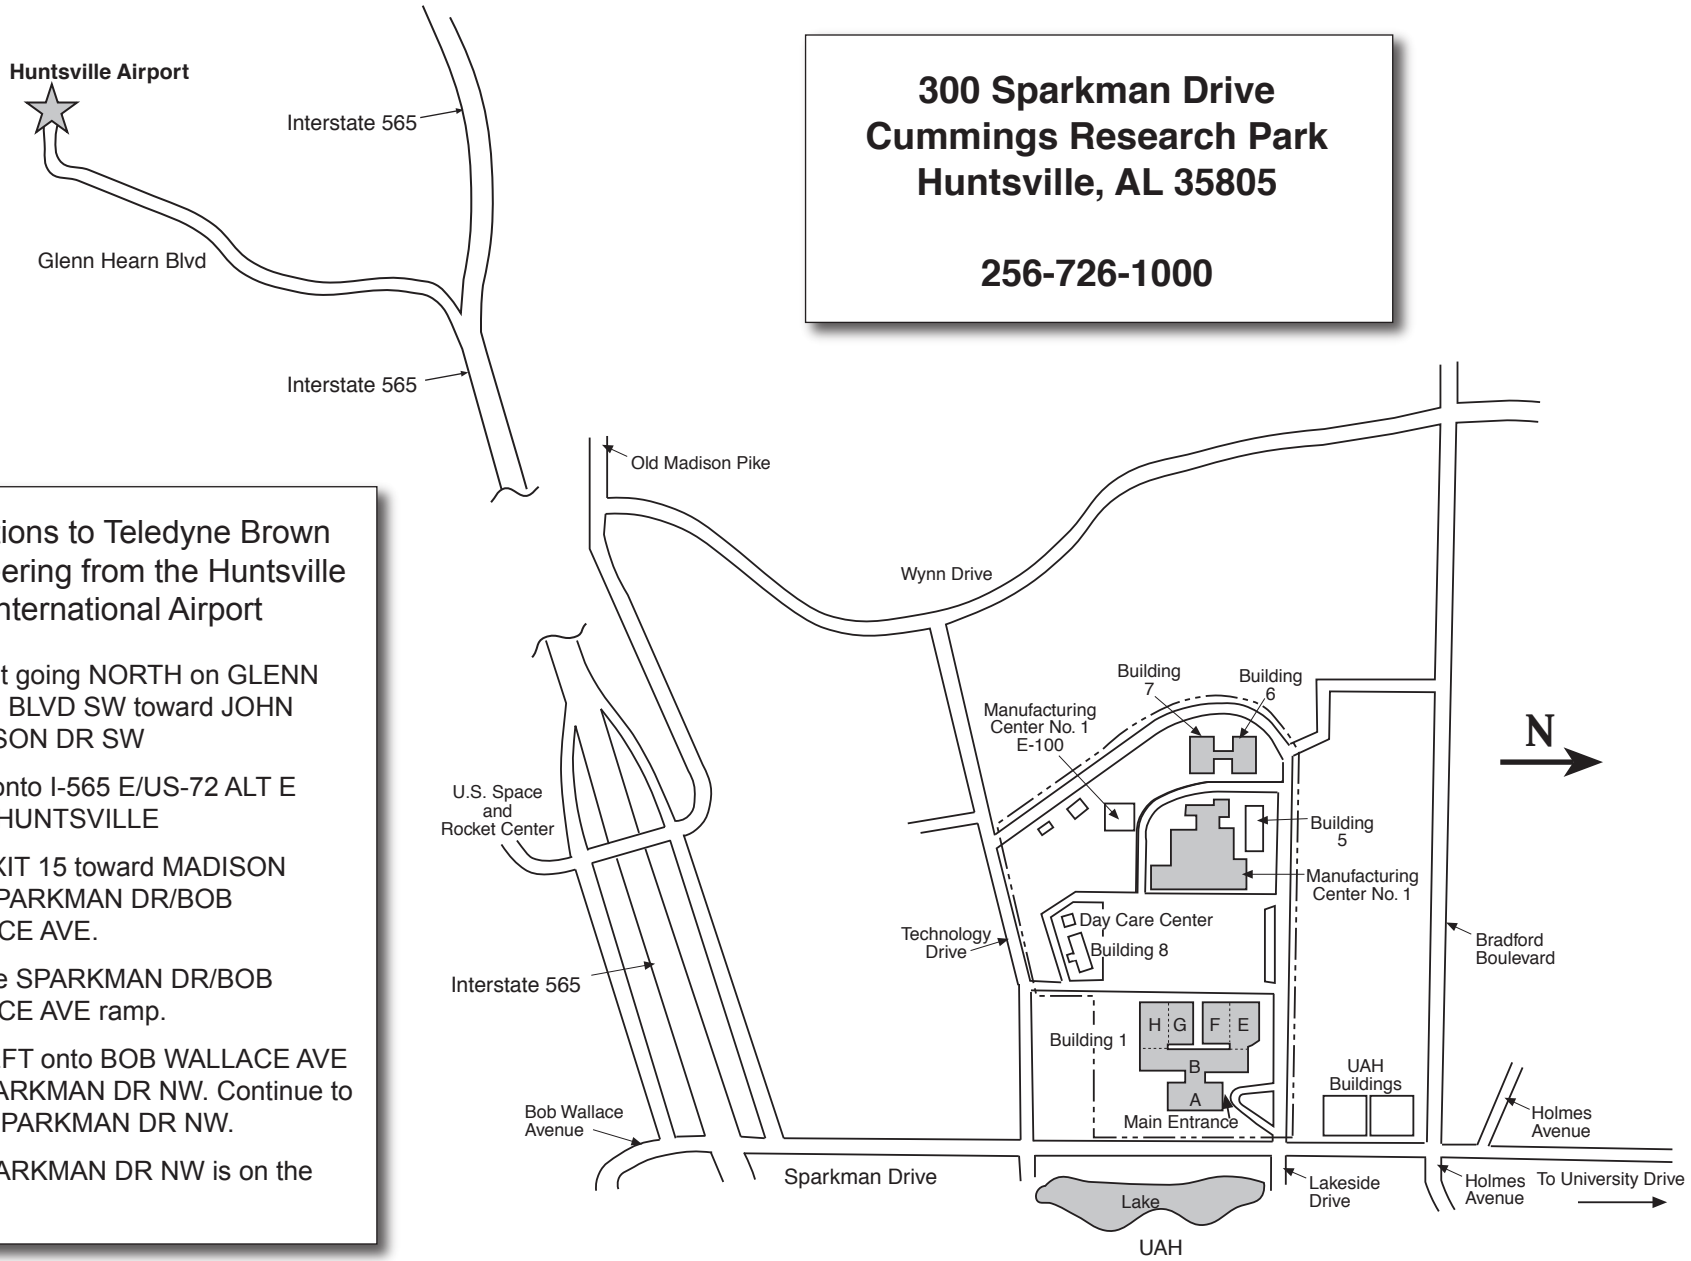 Huntsville Airport
Interstate 565
Glenn Hearn Blvd
Interstate 565
300 Sparkman Drive
Cummings Research Park
Huntsville, AL 35805
256-726-1000
tions to Teledyne Brown
ering from the Huntsville
nternational Airport
t going NORTH on GLENN
BLVD SW toward JOHN
SON DR SW
onto I-565 E/US-72 ALT E
HUNTSVILLE
XIT 15 toward MADISON
SPARKMAN DR/BOB
CE AVE.
e SPARKMAN DR/BOB
CE AVE ramp.
EFT onto BOB WALLACE AVE
ARKMAN DR NW. Continue to
SPARKMAN DR NW.
ARKMAN DR NW is on the
Old Madison Pike
Wynn Drive
Building
7
Building
6
Manufacturing
Center No. 1
E-100
N
U.S. Space
and
Rocket Center
Building
5
Manufacturing
Center No. 1
Day Care Center
Building 8
Technology
Drive
Bradford
Boulevard
Interstate 565
Building 1
H G F E
B
A
Main Entrance
UAH
Buildings
Bob Wallace
Avenue
Holmes
Avenue
Sparkman Drive
Lake
Lakeside
Drive
Holmes
Avenue
To University Drive
UAH